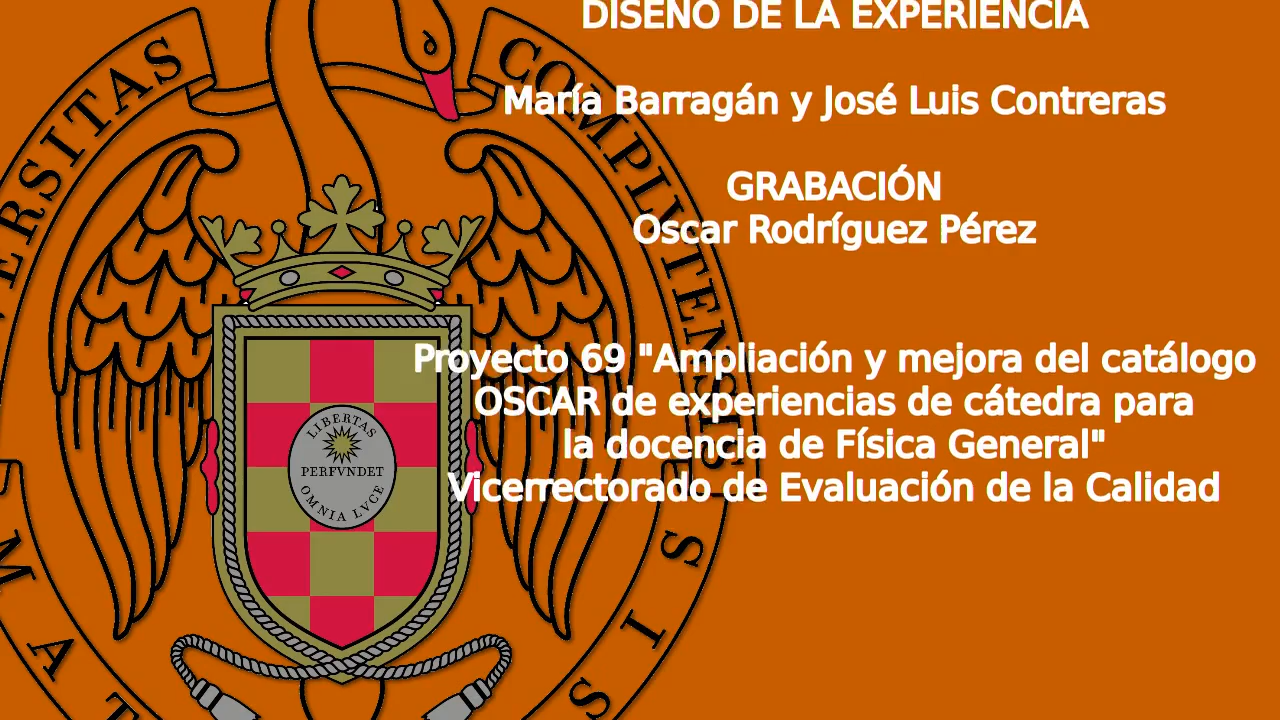 DISEÑO DE LA EXPERIENCIA
María Barragán y José Luis Contreras
GRABACIÓN
Oscar Rodríguez Pérez
Proyecto 69 "Ampliación y mejora del catálogo
OSCAR de experiencias de cátedra para
la docencia de Física General"
Vicerrectorado de Evaluación de la Calidad
VERSITAS
COMPLVTENSIS
LIBERTAS
PERFVNDET
OMNIA LVCE